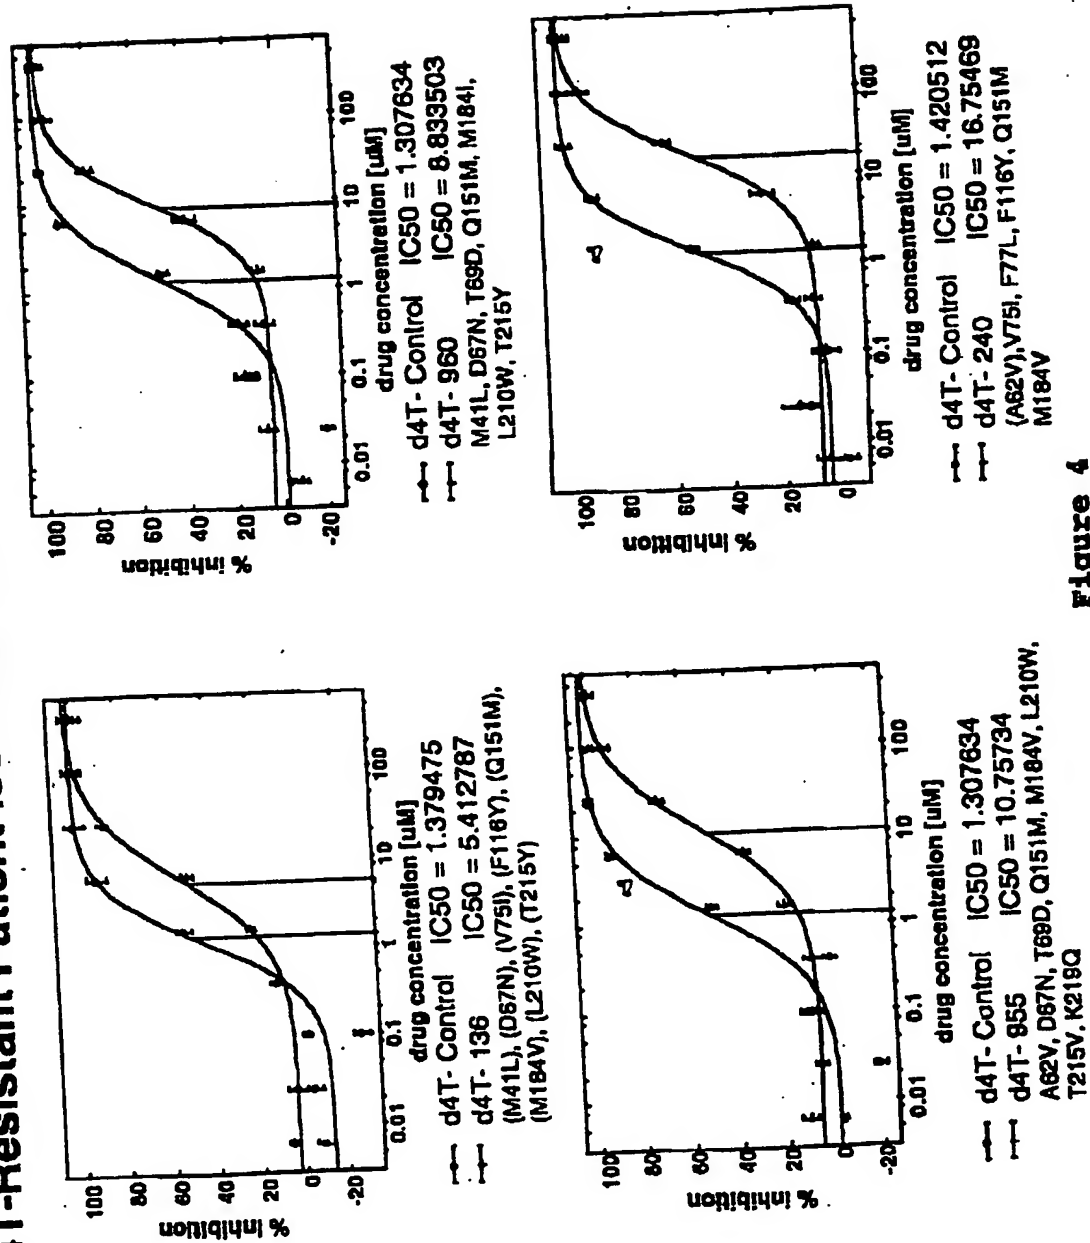 -Resistant
100
80
60
40
20
0
-20
% inhibition
0.01
0.1
1
10
100
drug concentration [uM]
d4T- Control IC50 = 1.379475
d4T- 136 IC50 = 5.412787
(M41L), (D67N), (V75I), (F116Y), (Q151M),
(M184V), (L210W), (T215Y)
100
80
60
40
20
0
-20
% inhibition
0.01
0.1
1
10
100
drug concentration [uM]
d4T- Control IC50 = 1.307634
d4T- 960 IC50 = 8.833503
M41L, D67N, T69D, Q151M, M184I,
L210W, T215Y
100
80
60
40
20
0
-20
% inhibition
0.01
0.1
1
10
100
drug concentration [uM]
d4T- Control IC50 = 1.307634
d4T- 955 IC50 = 10.75734
A62V, D67N, T69D, Q151M, M184V, L210W,
T215V, K219Q
100
80
60
40
20
0
% inhibition
0.01
0.1
1
10
100
drug concentration [uM]
d4T- Control IC50 = 1.420512
d4T- 240 IC50 = 16.75469
(A62V),V75I, F77L, F116Y, Q151M
M184V
Figure 4